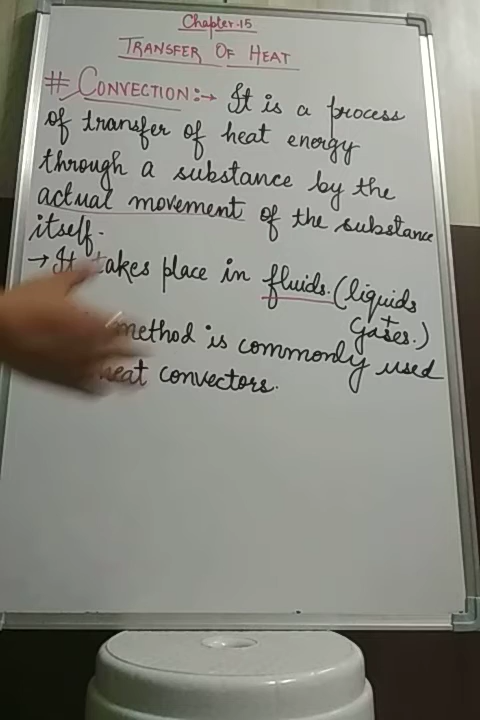 Chapter-15
TRANSFER OF HEAT
# CONVECTION:→ It is a process
of transfer of heat energy
through a substance by the
actual movement of the substance
itself.
→ It takes place in fluids. (liquids
+
gases.)
method is commonly used
heat convectors.